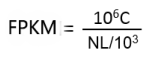 FPKM = 10⁶C
NL/10³